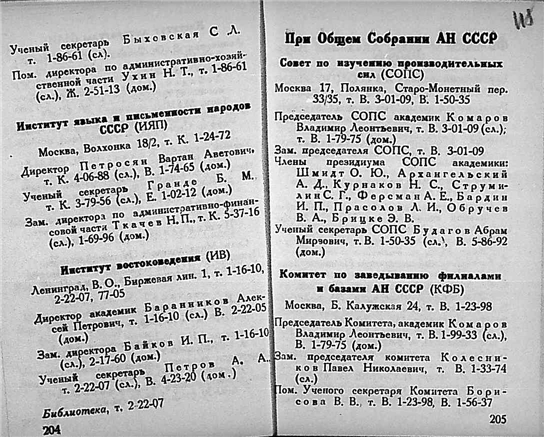 Ученый секретарь Быховская С Л.
т. 1-86-61 (сл).
Пом. директора по административно-хозяй-
ственной части Ухин Н. Т., т. 1-86-61
(сл.), Ж. 2-51-13 (дом.)
Институт языка и письменности народов
СССР (ИЯП)
Москва, Волхонка 18/2, т. К. 1-24-72
Директор Петросян Вартан Аветович,
т. К. 4-06-88 (сл.), В. 1-74-65 (дом.)
Ученый секретарь Гранде Б. М.
т. К. 3-79-56 (сл.), Е. 1-02-12 (дом.)
Зам. директора по административно-финан-
совой части Ткачев Н. П., т. К. 5-37-16
(сл.), 1-69-96 (дом.)
Институт востоковедения (ИВ)
Ленинград, В. О., Биржевая лин. 1, т. 1-16-10,
2-22-07, 77-05
Директор академик Баранников Алек-
сей Петрович, т. 1-16-10 (сл.) В. 2-22-05
(дом.)
Зам. директора Байков И. П., т. 1-16-10
(сл.), 2-17-60 (дом.)
Ученый секретарь Петров А. А.
т. 2-22-07 (сл.), В. 4-23-20 (дом.)
Библиотека, т. 2-22-07
204
При Общем Собрании АН СССР
Совет по изучению производительных
сил (СОПС)
Москва 17, Полянка, Старо-Монетный пер.
33/35, т. В. 3-01-09, В. 1-50-35
Председатель СОПС академик Комаров
Владимир Леонтьевич, т. В. 3-01-09 (сл.);
т. В. 1-79-75 (дом.)
Зам. председателя СОПС, т. В. 3-01-09
Члены президиума СОПС академики:
Шмидт О. Ю., Архангельский
А. Д., Курнаков Н. С., Струми-
лин С. Г., Ферсман А. Е., Бардин
И. П., Прасолов Л. И., Обручев
В. А., Брицке Э. В.
Ученый секретарь СОПС Будагов Абрам
Мирзович, т. В. 1-50-35 (сл.), В. 5-86-92
(дом.)
Комитет по заведыванию филиалами
и базами АН СССР (КФБ)
Москва, Б. Калужская 24, т. В. 1-23-98
Председатель Комитета, академик Комаров
Владимир Леонтьевич, т. В. 1-99-33 (сл.),
В. 1-79-75 (дом.)
Зам. председателя комитета Колесни-
ков Павел Николаевич, т. В. 1-33-74
(сл.)
Пом. Ученого секретаря Комитета Бори-
сова В. В., т. В. 1-23-98, В. 1-56-37
205